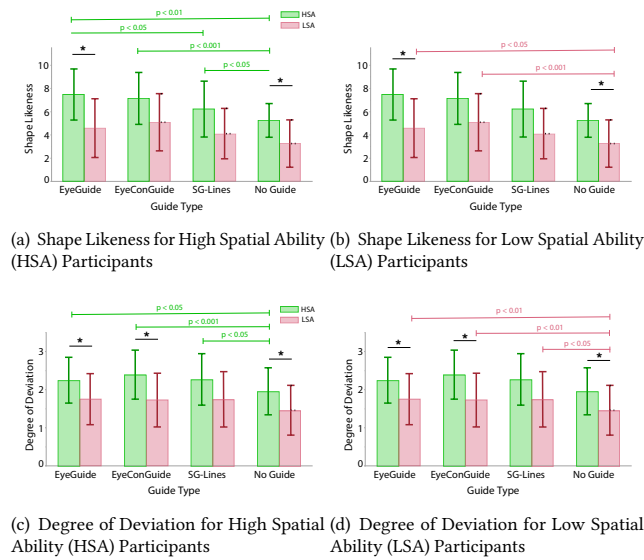 p < 0.01
HSA
LSA
p < 0.05
p < 0.001
p < 0.05
*
*
10
8
6
4
2
0
Shape Likeness
EyeGuide EyeConGuide SG-Lines No Guide
Guide Type
p < 0.05
p < 0.001
*
*
10
8
6
4
2
0
Shape Likeness
EyeGuide EyeConGuide SG-Lines No Guide
Guide Type
(a) Shape Likeness for High Spatial Ability
(HSA) Participants
(b) Shape Likeness for Low Spatial Ability
(LSA) Participants
p < 0.05
HSA
LSA
p < 0.001
p < 0.05
*
*
*
3
2
1
0
Degree of Deviation
EyeGuide EyeConGuide SG-Lines No Guide
Guide Type
p < 0.01
p < 0.01
p < 0.05
*
*
*
3
2
1
0
Degree of Deviation
EyeGuide EyeConGuide SG-Lines No Guide
Guide Type
(c) Degree of Deviation for High Spatial
Ability (HSA) Participants
(d) Degree of Deviation for Low Spatial
Ability (LSA) Participants